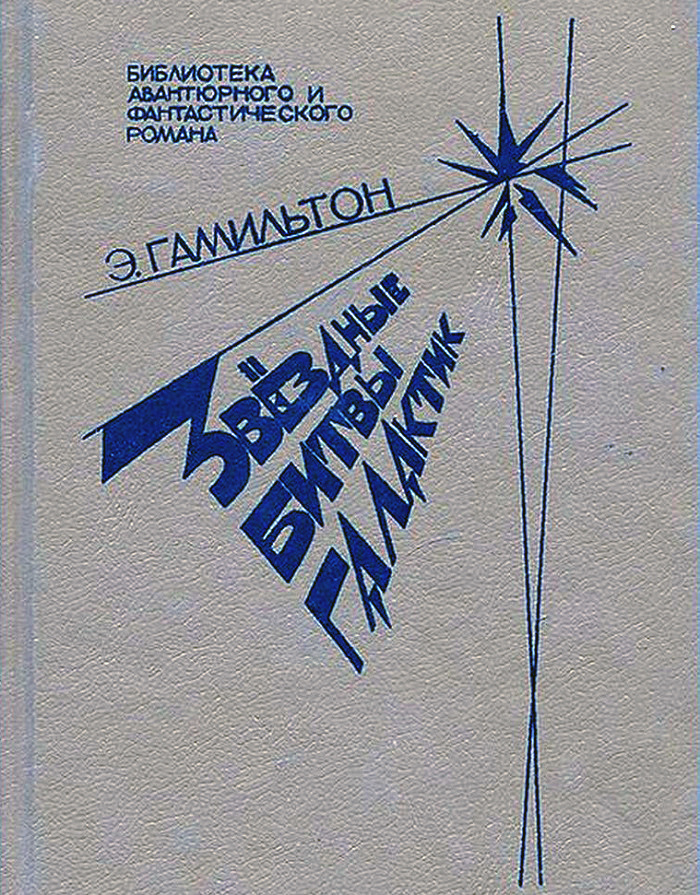 БИБЛИОТЕКА
АВАНТЮРНОГО И
ФАНТАСТИЧЕСКОГО
РОМАНА
Э. ГАМИЛЬТОН
ЗВЁЗДНЫЕ
БИТВЫ
ГАЛАКТИК